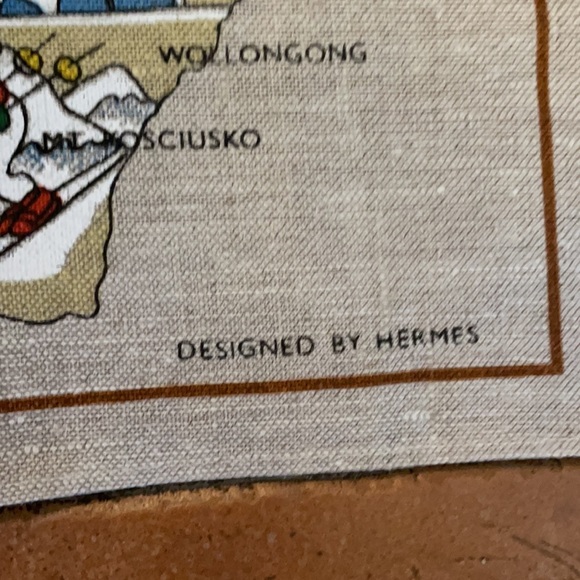 WOLLONGONG
MT KOSCIUSKO
DESIGNED BY HERMES